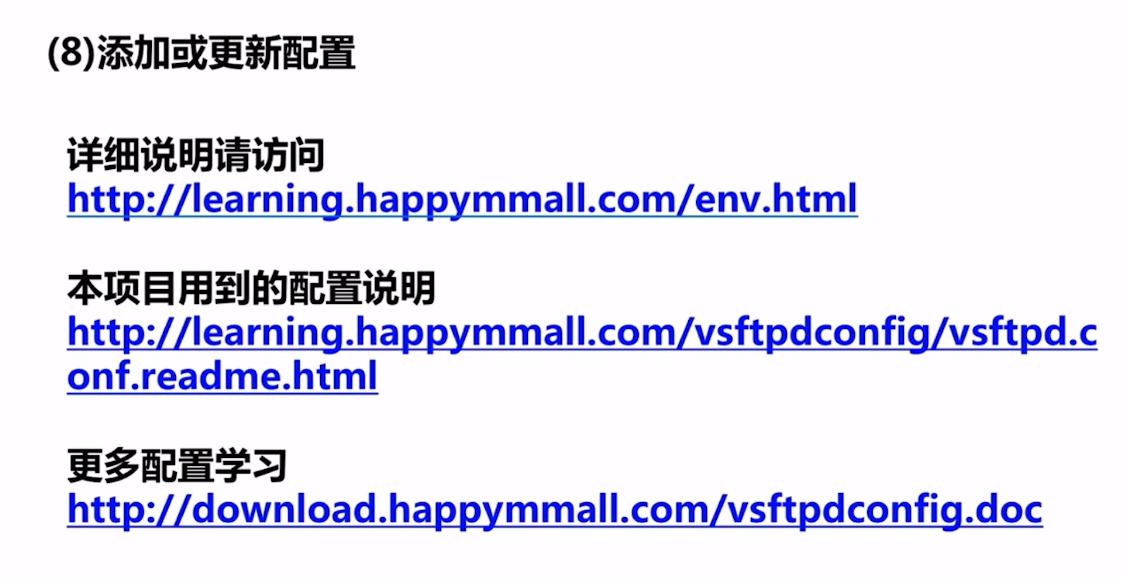 (8)添加或更新配置
详细说明请访问
http://learning.happymmall.com/env.html
本项目用到的配置说明
http://learning.happymmall.com/vsftpdconfig/vsftpd.c
onf.readme.html
更多配置学习
http://download.happymmall.com/vsftpdconfig.doc